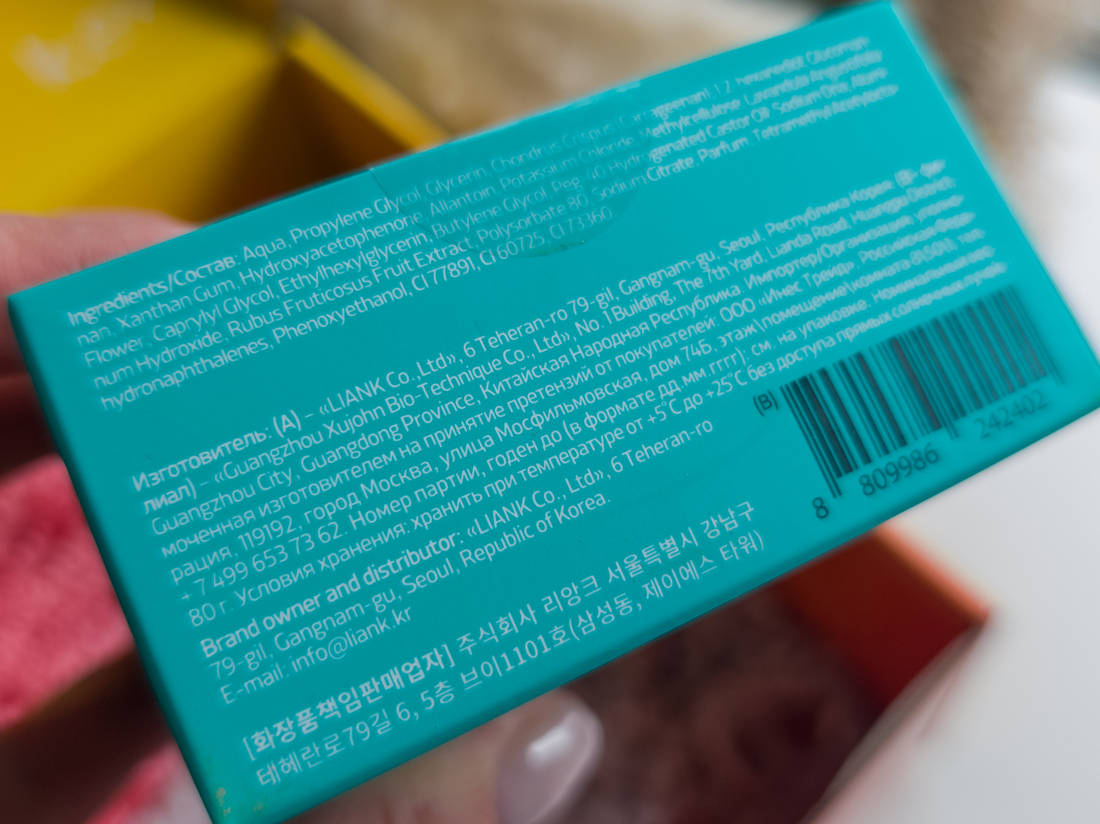 Ingredients/Состав: Aqua, Propylene Glycol, Glycerin, Chondrus Crispus (Carrageenan), 1,2-hexanediol, Glucoman-
nan, Xanthan Gum, Hydroxyacetophenone, Allantoin, Potassium Chloride, Methylcellulose, Lavandula Angustifolia
Flower, Caprylyl Glycol, Ethylhexylglycerin, Butylene Glycol, Peg-40 Hydrogenated Castor Oil, Sodium Dna, Alumi-
num Hydroxide, Rubus Fruticosus Fruit Extract, Polysorbate 80, Sodium Citrate, Parfum, Tetramethyl Acetylocta-
hydronaphthalenes, Phenoxyethanol, CI 77891, CI 60725, CI 73360.
Изготовитель: (A) – «LIANK Co., Ltd», 6 Teheran-ro 79-gil, Gangnam-gu, Seoul, Республика Корея. (B- фи-
лиал) – «Guangzhou Xujohn Bio-Technique Co., Ltd», No. 1 Building, The 7th Yard, Lianda Road, Huangpu District,
Guangzhou City, Guangdong Province, Китайская Народная Республика. Импортер/Организация, уполно-
моченная изготовителем на принятие претензий от покупателей: ООО «Инес Трейд», Российская Феде-
рация, 119192, город Москва, улица Мосфильмовская, дом 74Б, этаж\помещение\комната тел.
+7 499 653 73 62. Номер партии, годен до (в формате дд.мм.гггг): см. на упаковке. Номинальная
80 г. Условия хранения: хранить при температуре от +5°C до +25°C без доступа прямых солнечных лучей.
Brand owner and distributor: «LIANK Co., Ltd», 6 Teheran-ro
79-gil, Gangnam-gu, Seoul, Republic of Korea.
E-mail: info@liank.kr
[화장품책임판매업자] 주식회사 리앙크 서울특별시 강남구
테헤란로79길 6, 5층 브이1101호(삼성동, 제이에스 타워)
(B)
8 809986 242402